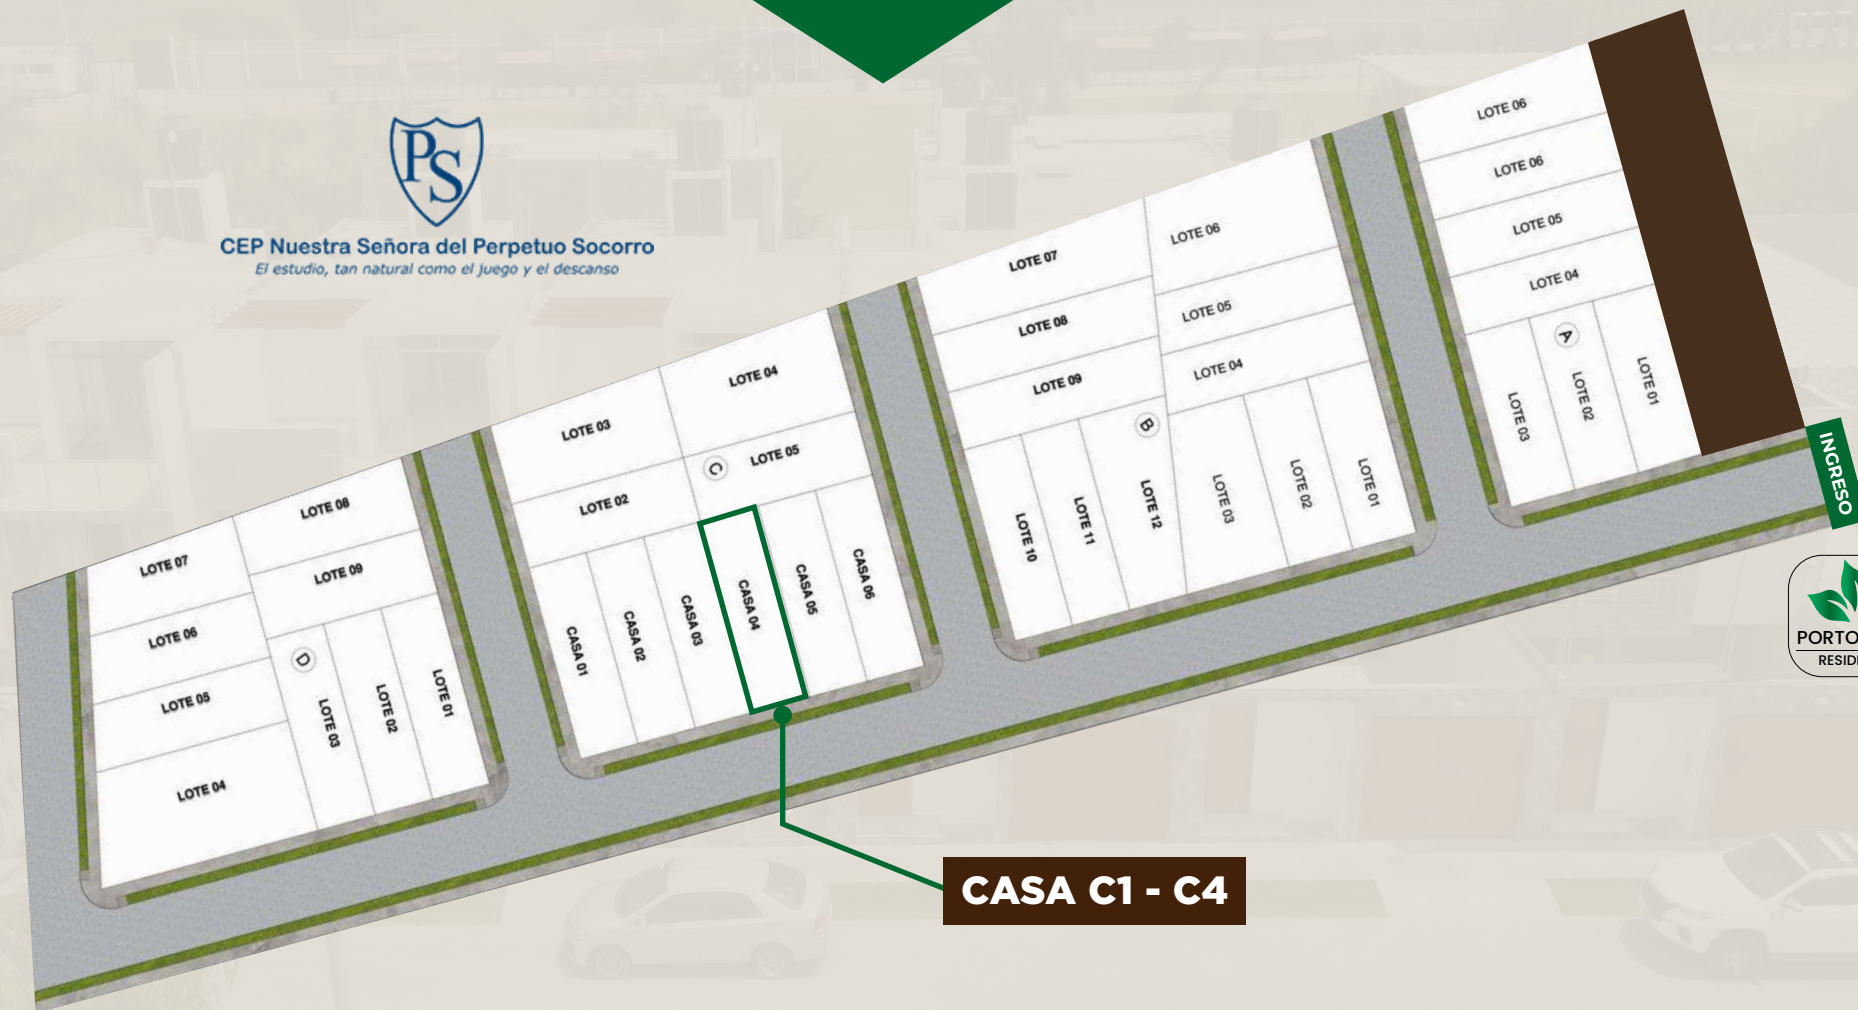 PS
CEP Nuestra Señora del Perpetuo Socorro
El estudio, tan natural como el juego y el descanso
LOTE 07
LOTE 08
LOTE 06
LOTE 09
LOTE 05
LOTE 04
D
LOTE 03
LOTE 02
LOTE 01
LOTE 03
LOTE 04
LOTE 02
C
LOTE 05
CASA 01
CASA 02
CASA 03
CASA 04
CASA 05
CASA 06
LOTE 07
LOTE 06
LOTE 08
LOTE 05
LOTE 09
LOTE 04
B
LOTE 10
LOTE 11
LOTE 12
LOTE 03
LOTE 02
LOTE 01
LOTE 06
LOTE 06
LOTE 05
LOTE 04
A
LOTE 03
LOTE 02
LOTE 01
INGRESO
PORTO
RESID
CASA C1 - C4